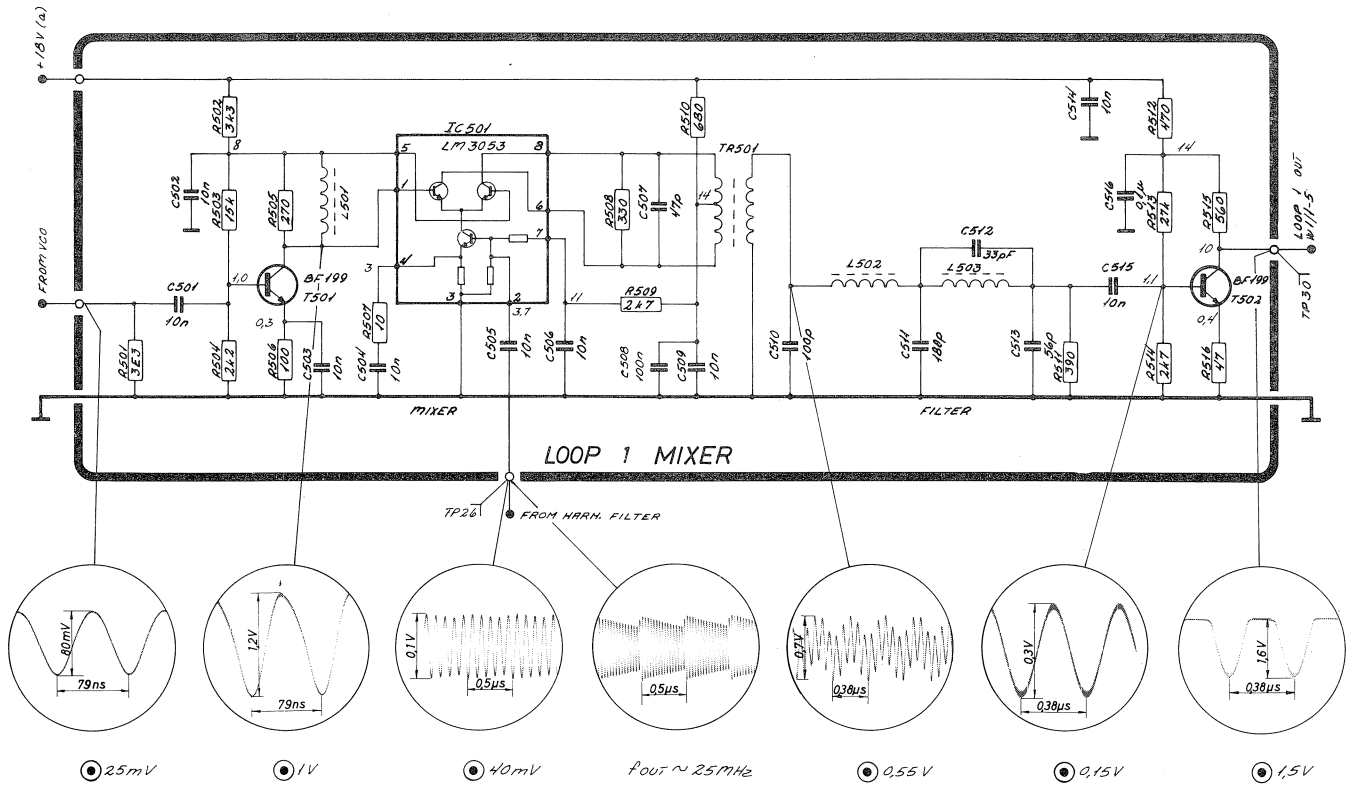 +18V (a)
R502
3k3
8
C502
10n
R503
15k
R505
270
L501
IC501
LM3053
5
1
4
8
6
7
3
2
3,7
R510
680
TR501
14
R508
330
C507
47p
C514
10n
R512
470
14
C516
0,1µ
R513
27k
R515
560
10
LOOP 1 OUT
W1/1-5
TP30
FROM VCO
C501
10n
1,0
BF199
T501
0,3
R501
3E3
R504
2.2
R506
100
C503
10n
3
R507
10
C504
10n
C505
10n
C506
10n
11
R509
2k7
C508
100n
C509
10n
C510
100p
L502
C512
33pF
L503
C511
180p
C513
56p
R511
390
C515
10n
1,1
BF199
T502
0,4
R514
2k7
R516
47
MIXER
FILTER
LOOP 1 MIXER
TP26
FROM HARM. FILTER
80mV
79ns
1,2V
79ns
0,1V
0,5µs
0,5µs
0,7V
0,38µs
0,3V
0,38µs
1,6V
0,38µs
25mV
1V
40mV
fout ~ 25MHz
0,55V
0,15V
1,5V